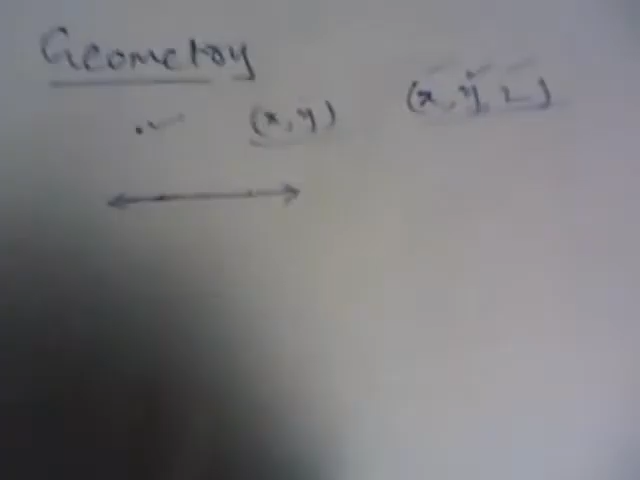 Geometry
(x, y) (x, y, z)